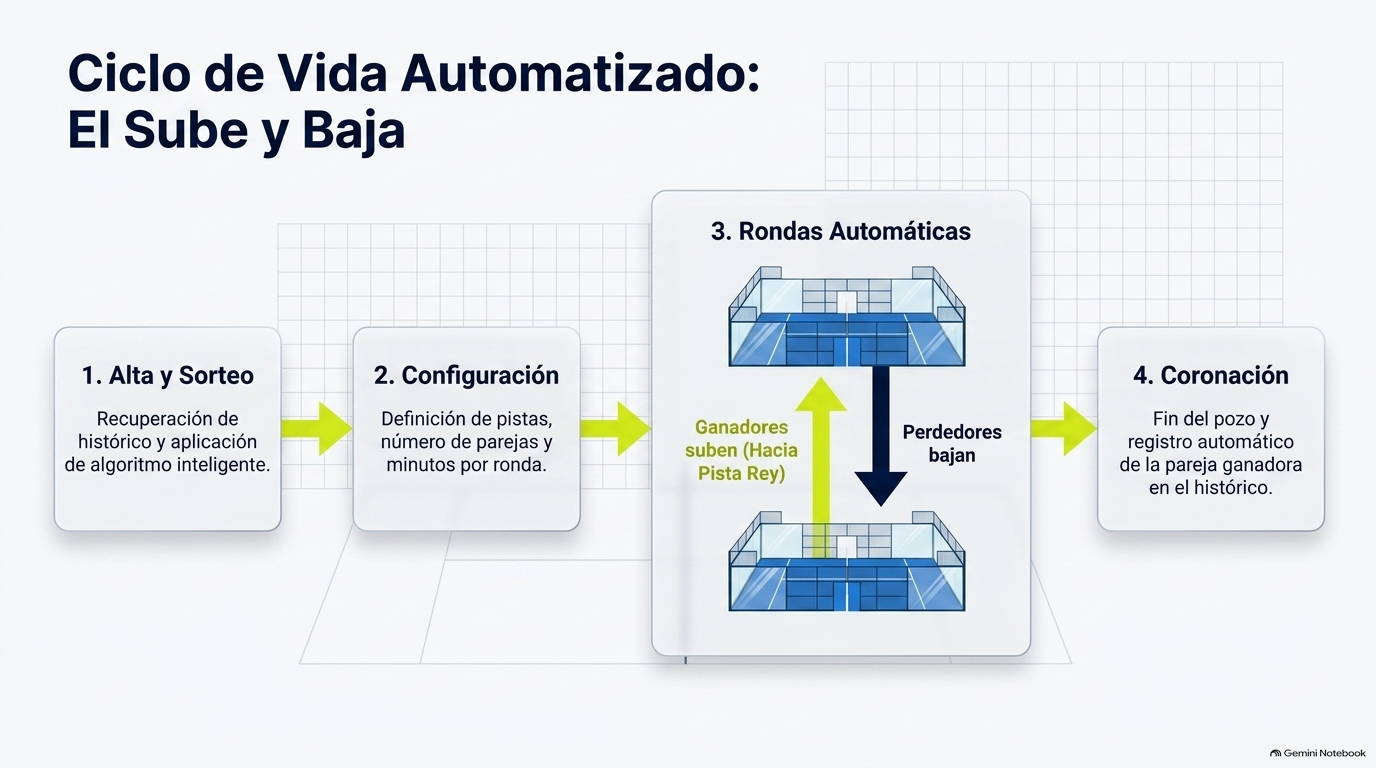 Ciclo de Vida Automatizado:
El Sube y Baja
1. Alta y Sorteo
Recuperación de
histórico y aplicación
de algoritmo inteligente.
2. Configuración
Definición de pistas,
número de parejas y
minutos por ronda.
3. Rondas Automáticas
Ganadores
suben (Hacia
Pista Rey)
Perdedores
bajan
4. Coronación
Fin del pozo y
registro automático
de la pareja ganadora
en el histórico.
Gemini Notebook